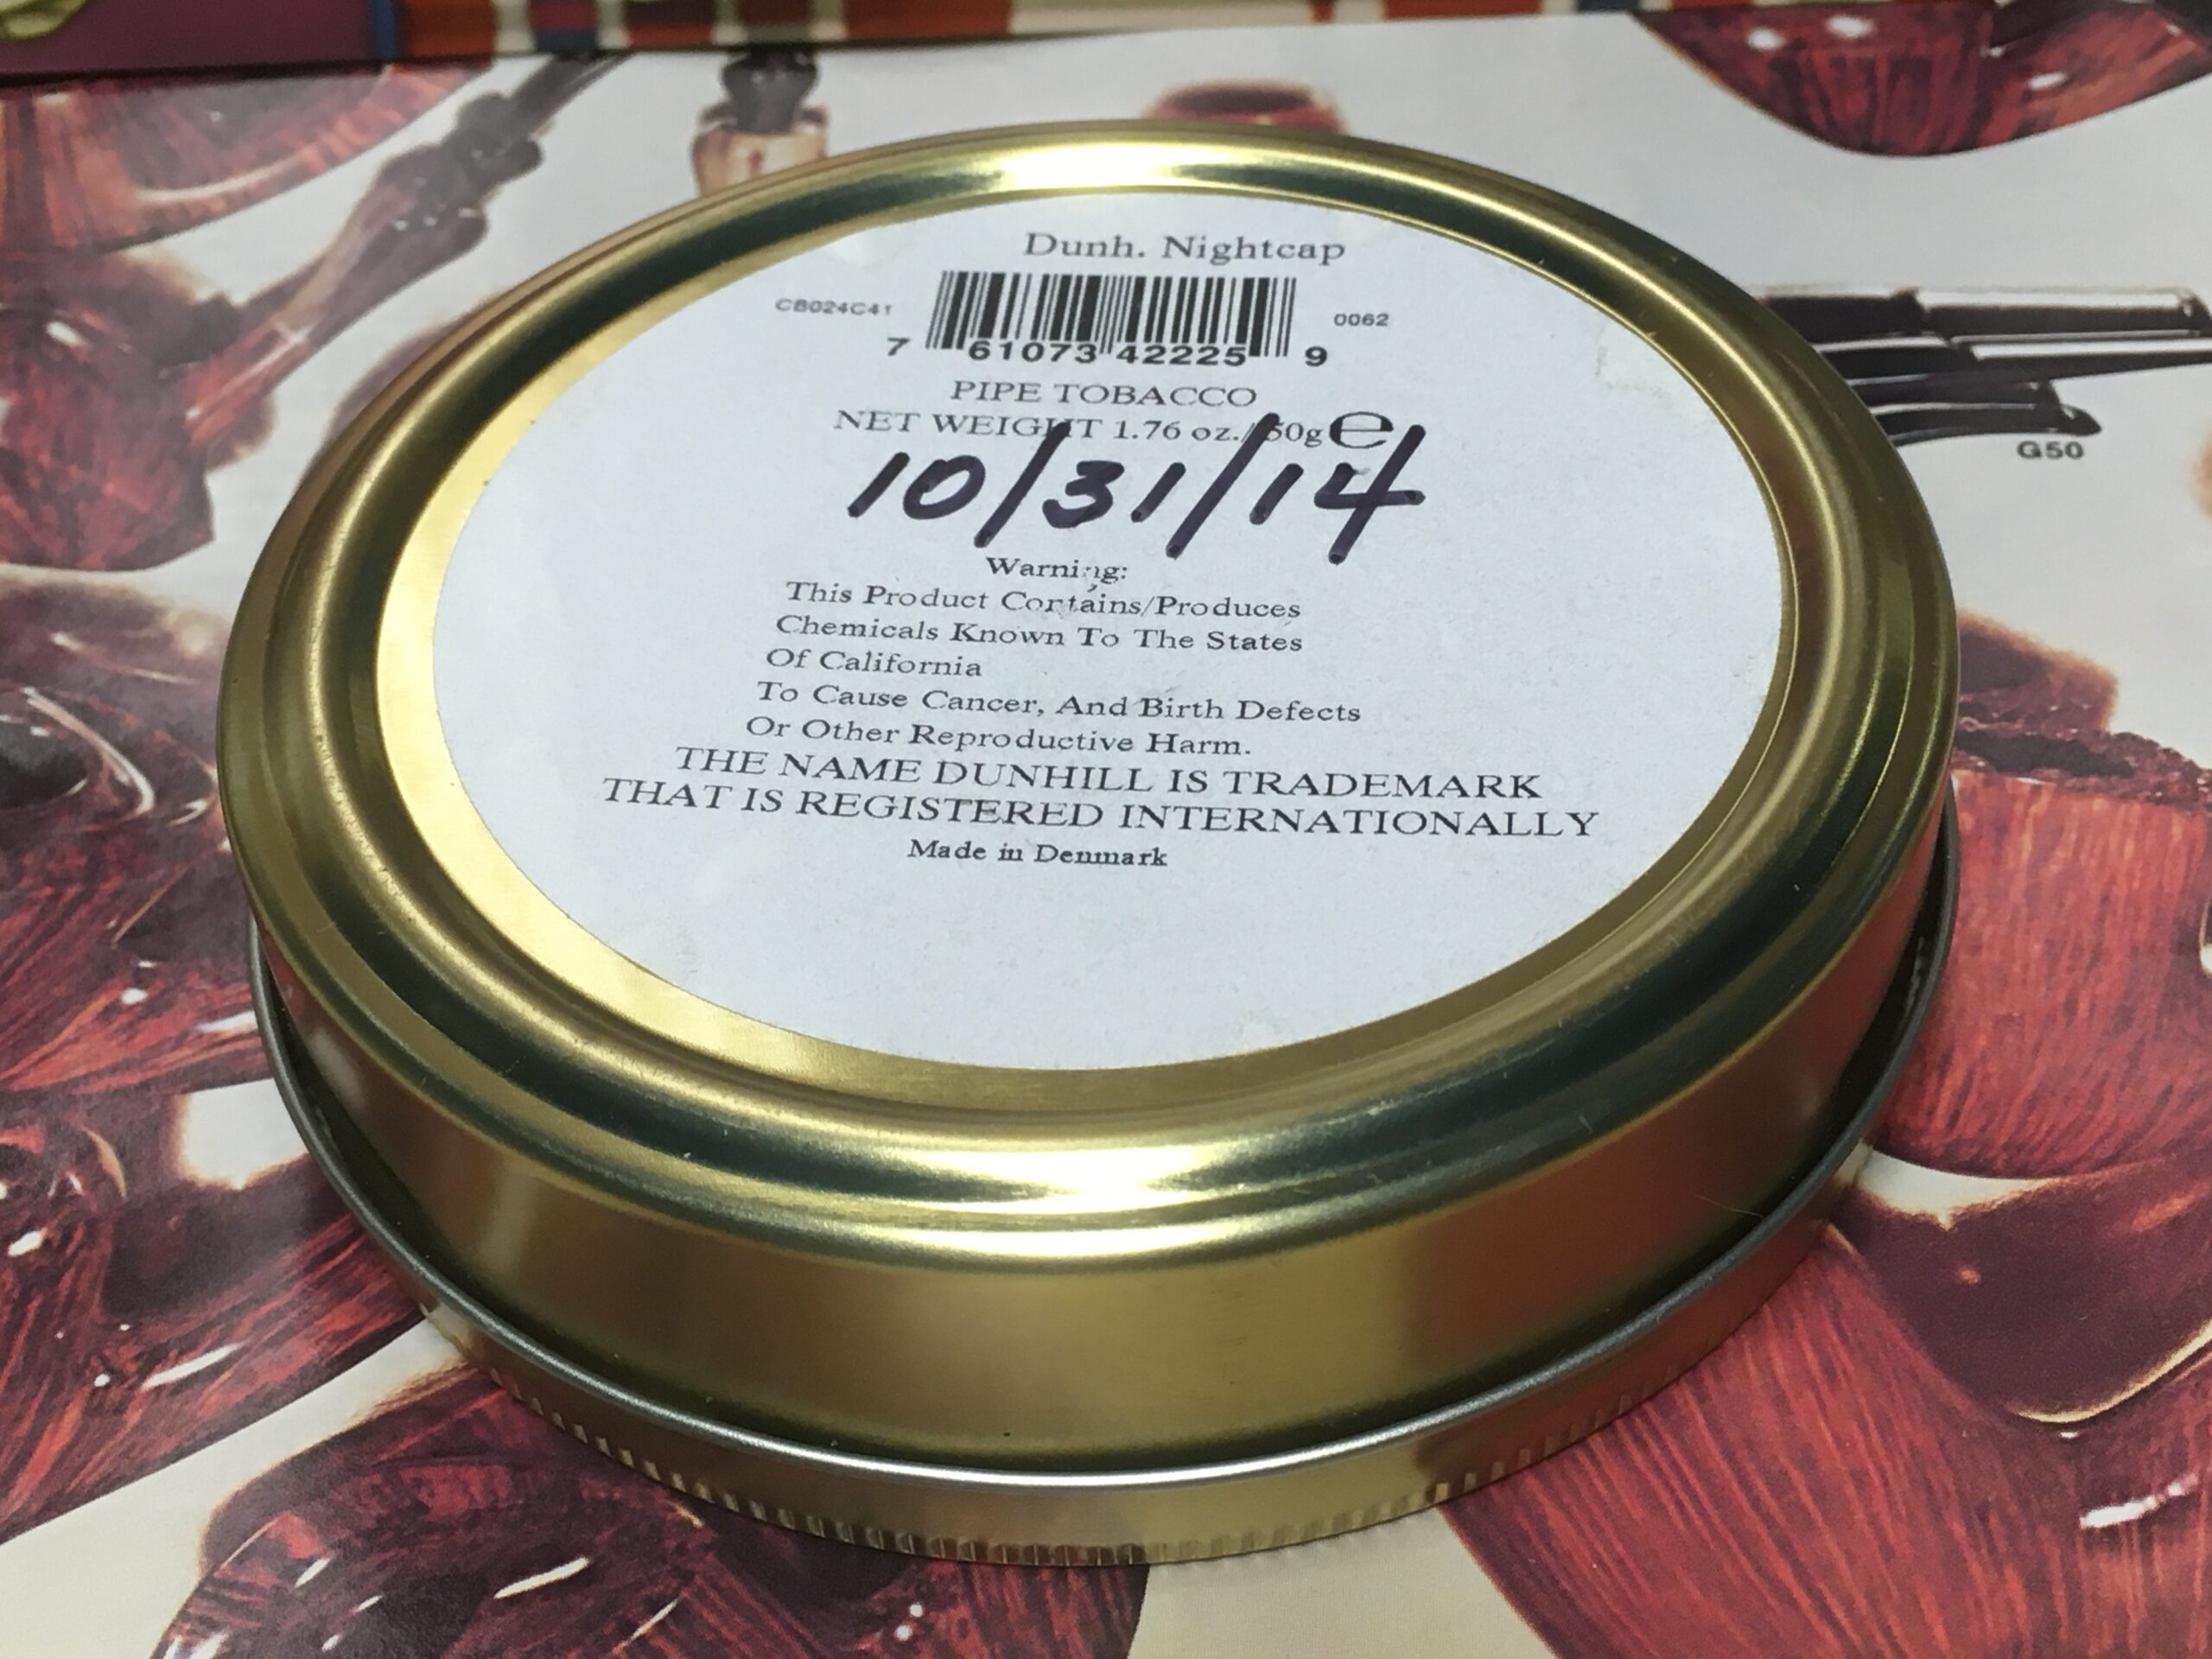 Dunh. Nightcap
CB024C41
0062
7 61073 42225 9
PIPE TOBACCO
NET WEIGHT 1.76 oz./50g ℮
10/31/14
Warning:
This Product Contains/Produces
Chemicals Known To The States
Of California
To Cause Cancer, And Birth Defects
Or Other Reproductive Harm.
THE NAME DUNHILL IS TRADEMARK
THAT IS REGISTERED INTERNATIONALLY
Made in Denmark
G50